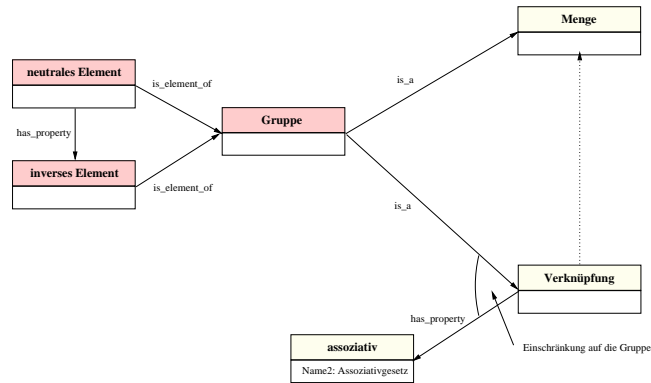 Menge
neutrales Element
is_element_of
is_a
Gruppe
has_property
inverses Element
is_element_of
is_a
Verknüpfung
has_property
assoziativ
Einschränkung auf die Gruppe
Name2: Assoziativgesetz